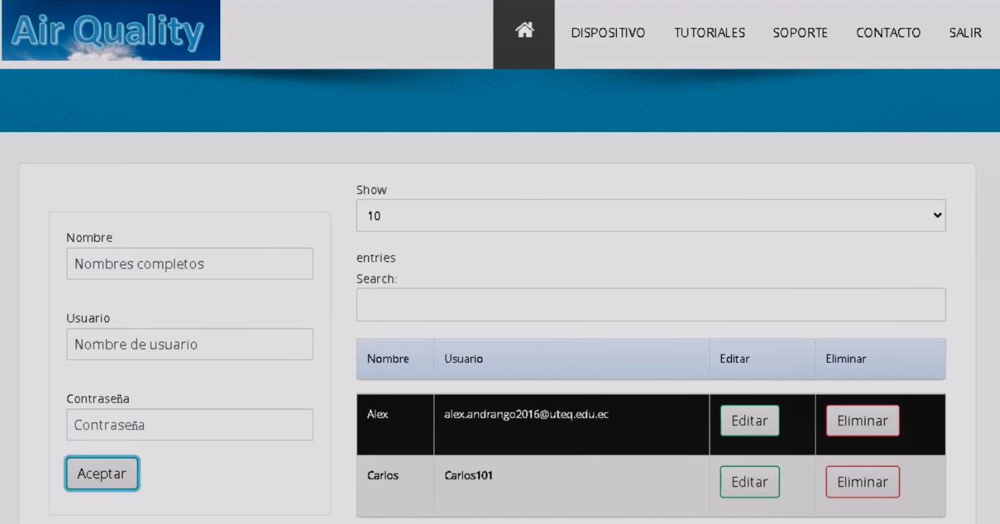 Air Quality
DISPOSITIVO TUTORIALES SOPORTE CONTACTO SALIR
Nombre
Nombres completos
Usuario
Nombre de usuario
Contraseña
Contraseña
Aceptar
Show
10
entries
Search:
Nombre Usuario Editar Eliminar
Alex alex.andrango2016@uteq.edu.ec Editar Eliminar
Carlos Carlos101 Editar Eliminar